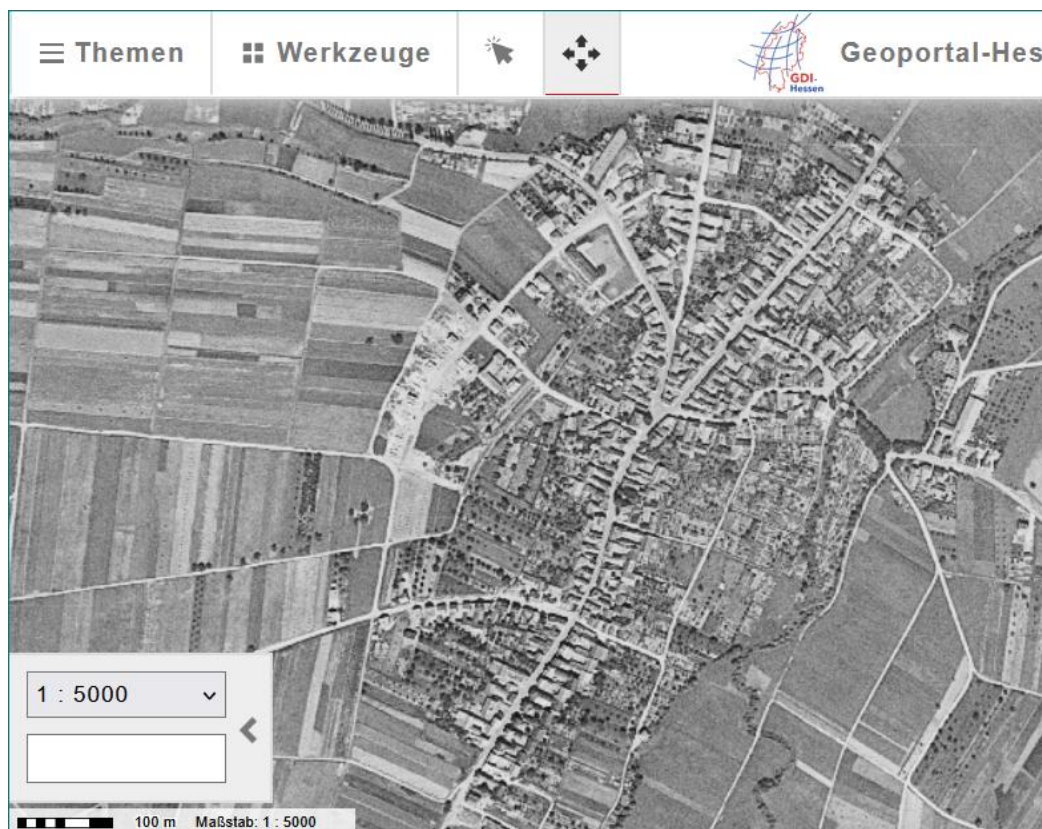 Themen
Werkzeuge
GDI-
Hessen
Geoportal-Hes
1 : 5000
100 m Maßstab: 1 : 5000